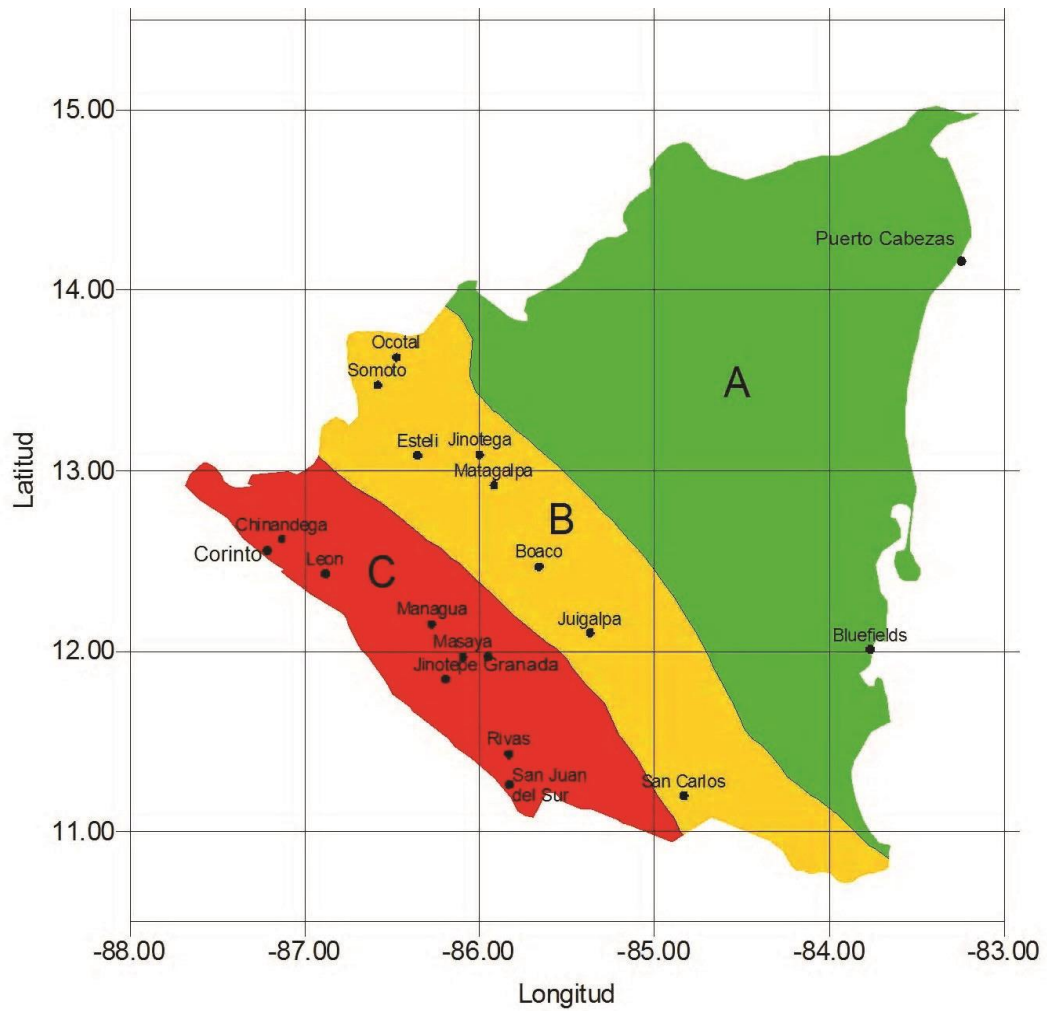 15.00
Puerto Cabezas
14.00
Ocotal
Somoto
A
Esteli
Jinotega
13.00
Matagalpa
B
Chinandega
Corinto
Boaco
Leon
C
Managua
Juigalpa
Masaya
Bluefields
12.00
Jinotepe Granada
Rivas
San Juan
del Sur
San Carlos
11.00
Latitud
-88.00
-87.00
-86.00
-85.00
-84.00
-83.00
Longitud